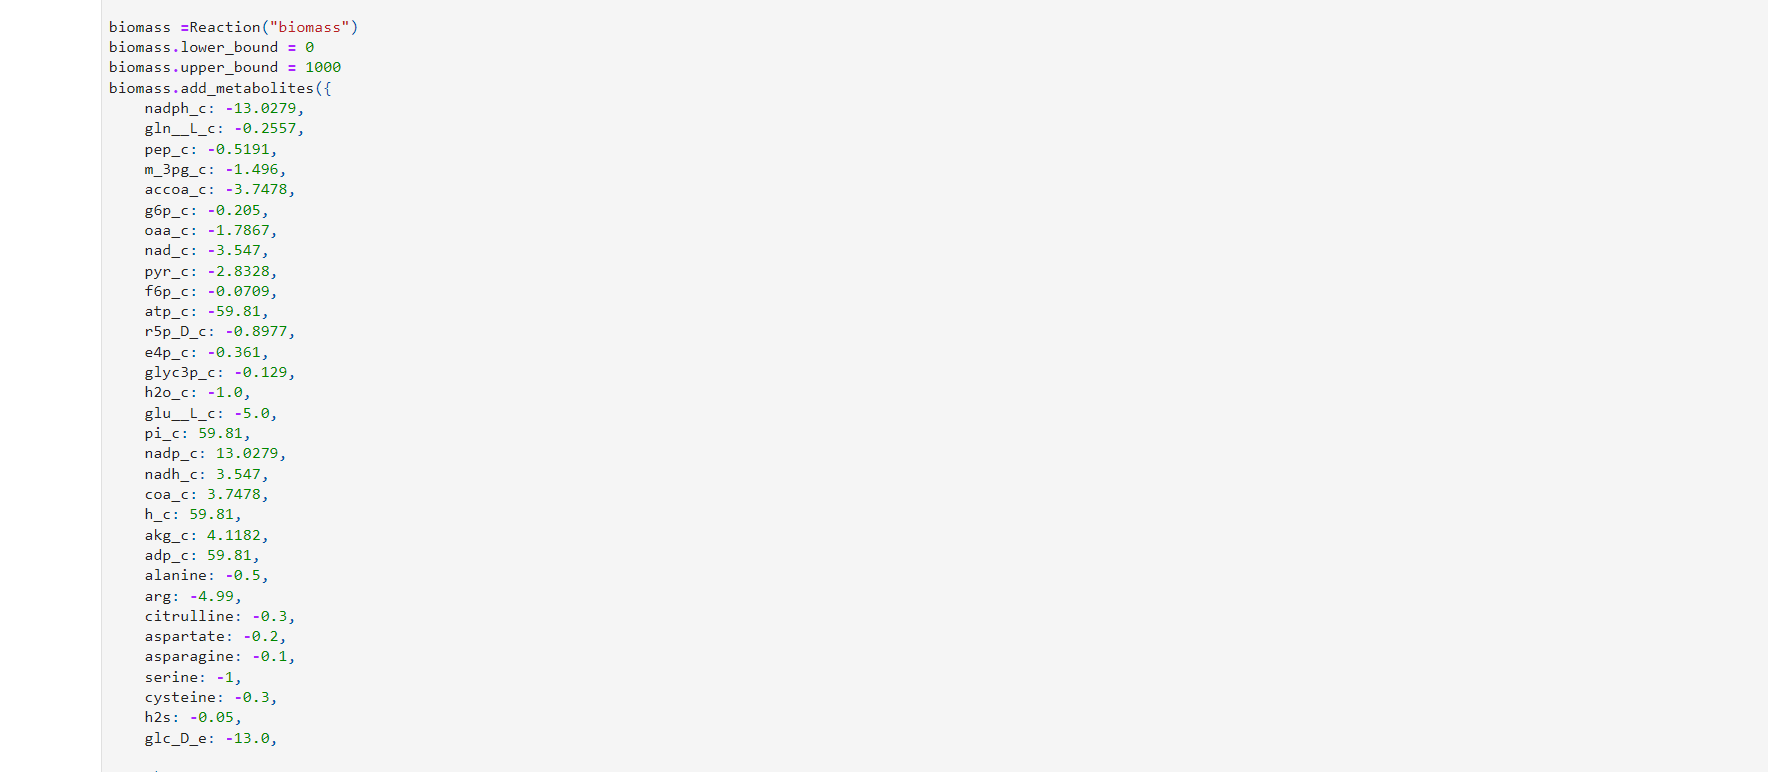 biomass =Reaction("biomass")
biomass.lower_bound = 0
biomass.upper_bound = 1000
biomass.add_metabolites({
    nadph_c: -13.0279,
    gln__L_c: -0.2557,
    pep_c: -0.5191,
    m_3pg_c: -1.496,
    accoa_c: -3.7478,
    g6p_c: -0.205,
    oaa_c: -1.7867,
    nad_c: -3.547,
    pyr_c: -2.8328,
    f6p_c: -0.0709,
    atp_c: -59.81,
    r5p_D_c: -0.8977,
    e4p_c: -0.361,
    glyc3p_c: -0.129,
    h2o_c: -1.0,
    glu__L_c: -5.0,
    pi_c: 59.81,
    nadp_c: 13.0279,
    nadh_c: 3.547,
    coa_c: 3.7478,
    h_c: 59.81,
    akg_c: 4.1182,
    adp_c: 59.81,
    alanine: -0.5,
    arg: -4.99,
    citrulline: -0.3,
    aspartate: -0.2,
    asparagine: -0.1,
    serine: -1,
    cysteine: -0.3,
    h2s: -0.05,
    glc_D_e: -13.0,